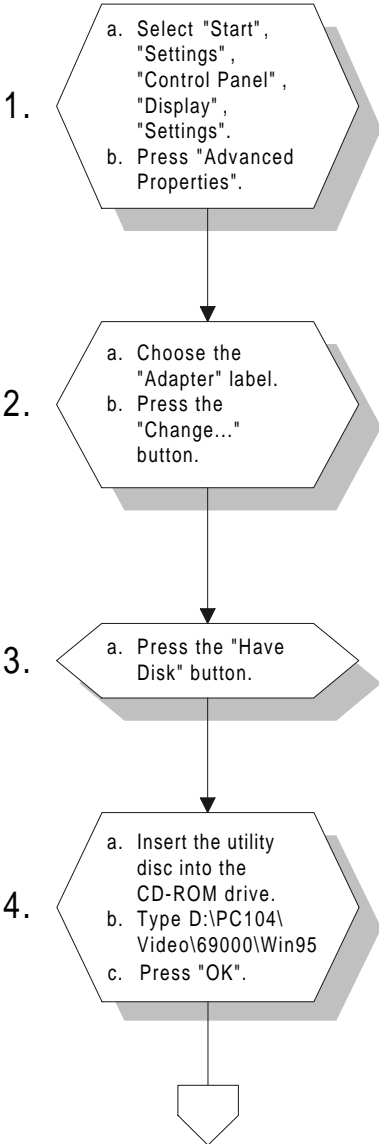 1.
a. Select "Start",
"Settings",
"Control Panel",
"Display",
"Settings".
b. Press "Advanced
Properties".
2.
a. Choose the
"Adapter" label.
b. Press the
"Change..."
button.
3.
a. Press the "Have
Disk" button.
4.
a. Insert the utility
disc into the
CD-ROM drive.
b. Type D:\PC104\
Video\69000\Win95
c. Press "OK".